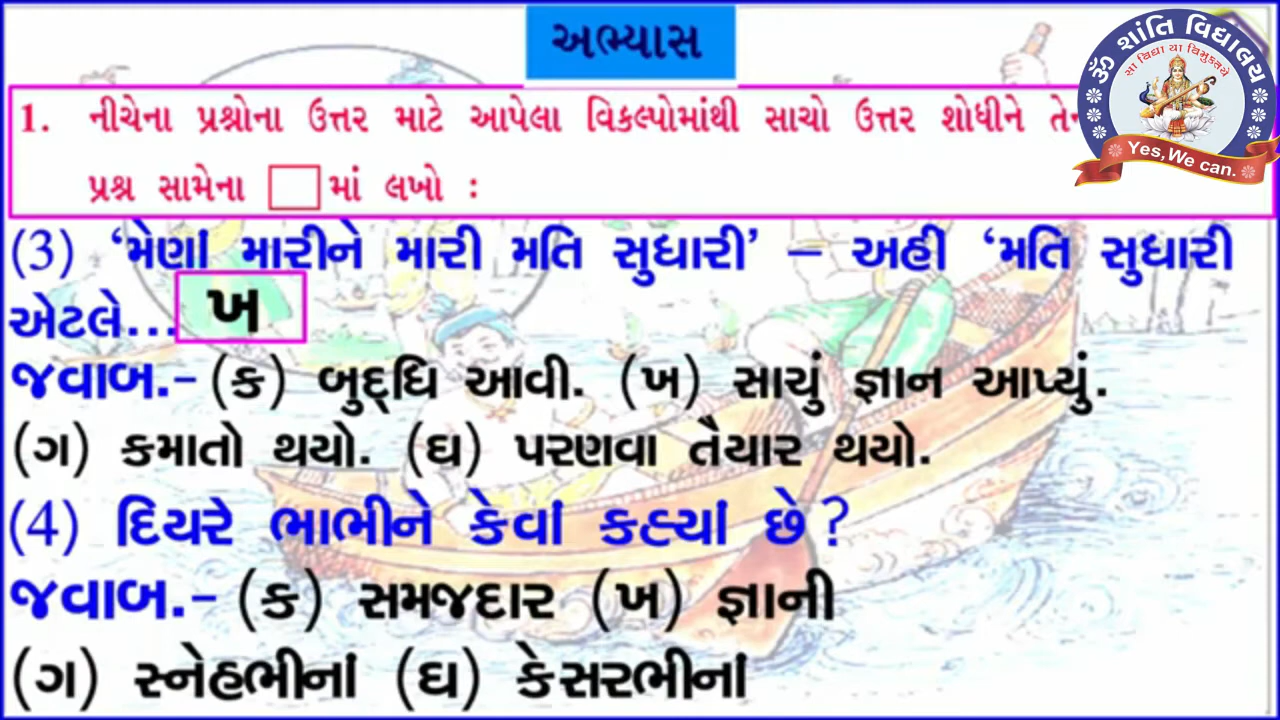 અભ્યાસ
ૐ શાંતિ વિદ્યાલય
સા વિદ્યા યા વિમુક્તયે
Yes,We can.
1. નીચેના પ્રશ્નોના ઉત્તર માટે આપેલા વિકલ્પોમાંથી સાચો ઉત્તર શોધીને
પ્રશ્ન સામેના માં લખો :
(3) ‘મેણાં મારીને મારી મતિ સુધારી’ – અહીં ‘મતિ સુધારી
એટલે... ખ
જવાબ.- (ક) બુદ્ધિ આવી. (ખ) સાચું જ્ઞાન આપ્યું.
(ગ) કમાતો થયો. (ઘ) પરણવા તૈયાર થયો.
(4) દિયરે ભાભીને કેવાં કહ્યાં છે ?
જવાબ.- (ક) સમજદાર (ખ) જ્ઞાની
(ગ) સ્નેહભીનાં (ઘ) કેસરભીનાં